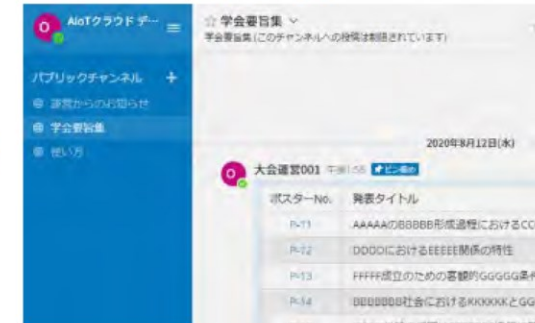 AIoTクラウド デ…
パブリックチャンネル +
運営からのお知らせ
学会要旨集
使い方
学会要旨集
学会要旨集(このチャンネルへの投稿は制限されています)
2020年8月12日(水)
大会運営001 午後1:56 ピン留め
ポスターNo. 発表タイトル
P-11 AAAAAのBBBBB形成過程におけるCC
P-12 DDDDにおけるEEEEE関係の特性
P-13 FFFFF成立のための客観的GGGGG条件
P-14 BBBBBBB社会におけるKKKKKKとGG